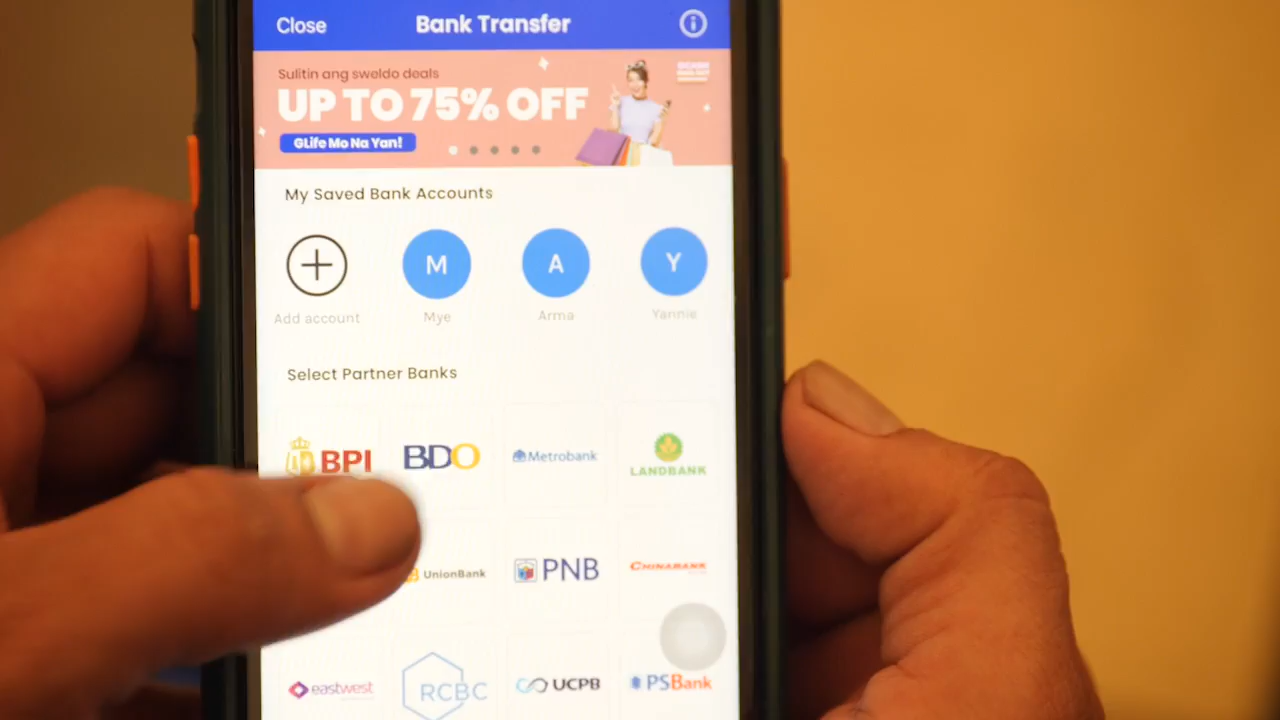 Close
Bank Transfer
Sulitin ang sweldo deals
UP TO 75% OFF
GLife Mo Na Yan!
My Saved Bank Accounts
M
A
Y
Add account
Mye
Arma
Yannie
Select Partner Banks
BPI
BDO
Metrobank
LANDBANK
UnionBank
PNB
CHINABANK
eastwest
RCBC
UCPB
PSBank